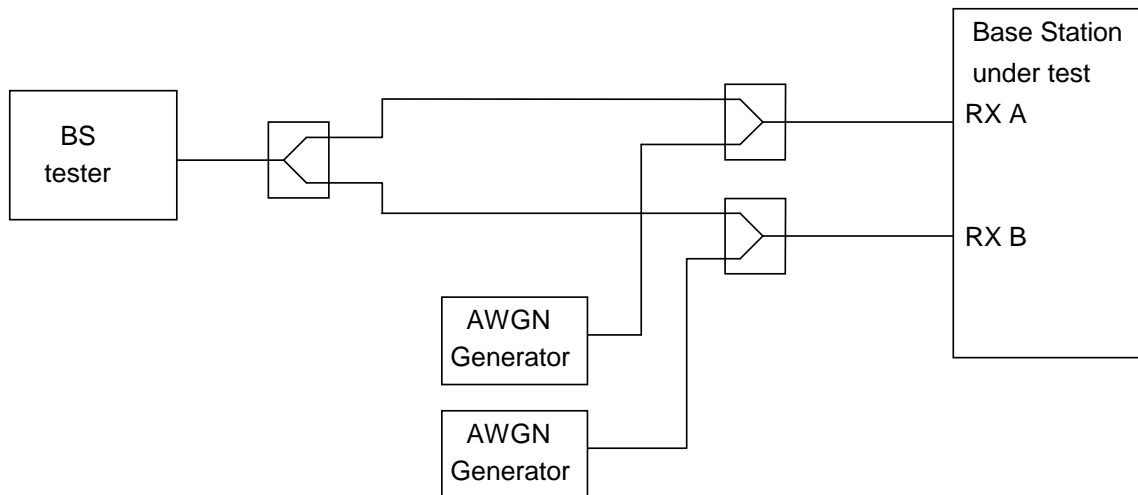 Base Station
under test
BS
tester
RX A
RX B
AWGN
Generator
AWGN
Generator